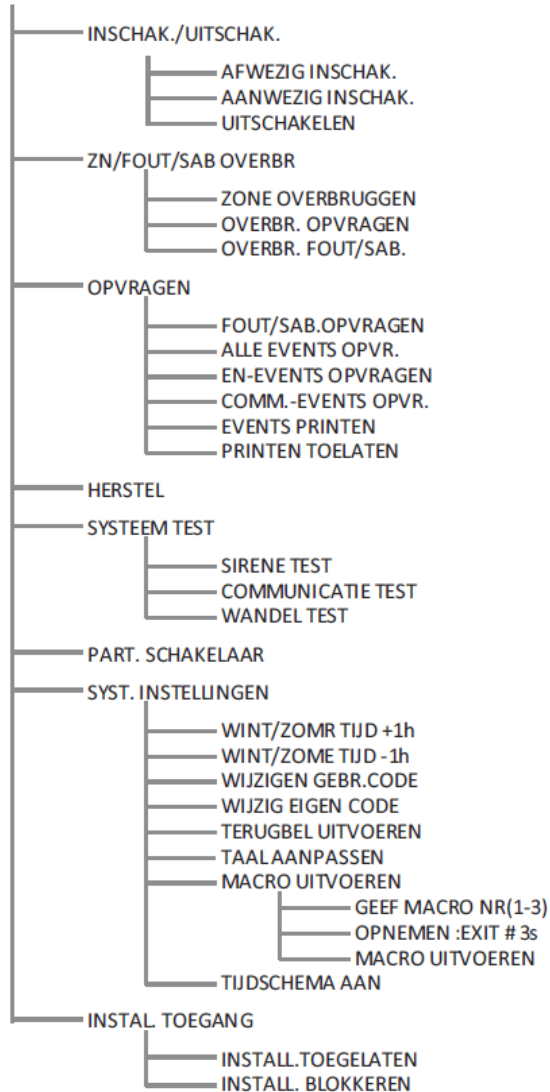 INSCHAK./UITSCHAK.
AFWEZIG INSCHAK.
AANWEZIG INSCHAK.
UITSCHAKELEN
ZN/FOUT/SAB OVERBR
ZONE OVERBRUGGEN
OVERBR. OPVRAGEN
OVERBR. FOUT/SAB.
OPVRAGEN
FOUT/SAB.OPVRAGEN
ALLE EVENTS OPVR.
EN-EVENTS OPVRAGEN
COMM.-EVENTS OPVR.
EVENTS PRINTEN
PRINTEN TOELATEN
HERSTEL
SYSTEEM TEST
SIRENE TEST
COMMUNICATIE TEST
WANDEL TEST
PART. SCHAKELAAR
SYST. INSTELLINGEN
WINT/ZOMR TIJD +1h
WINT/ZOME TIJD -1h
WIJZIGEN GEBR.CODE
WIJZIG EIGEN CODE
TERUGBEL UITVOEREN
TAAL AANPASSEN
MACRO UITVOEREN
GEEF MACRO NR(1-3)
OPNEMEN :EXIT # 3s
MACRO UITVOEREN
TIJDSCHEMA AAN
INSTAL. TOEGANG
INSTALL.TOEGELATEN
INSTALL. BLOKKEREN